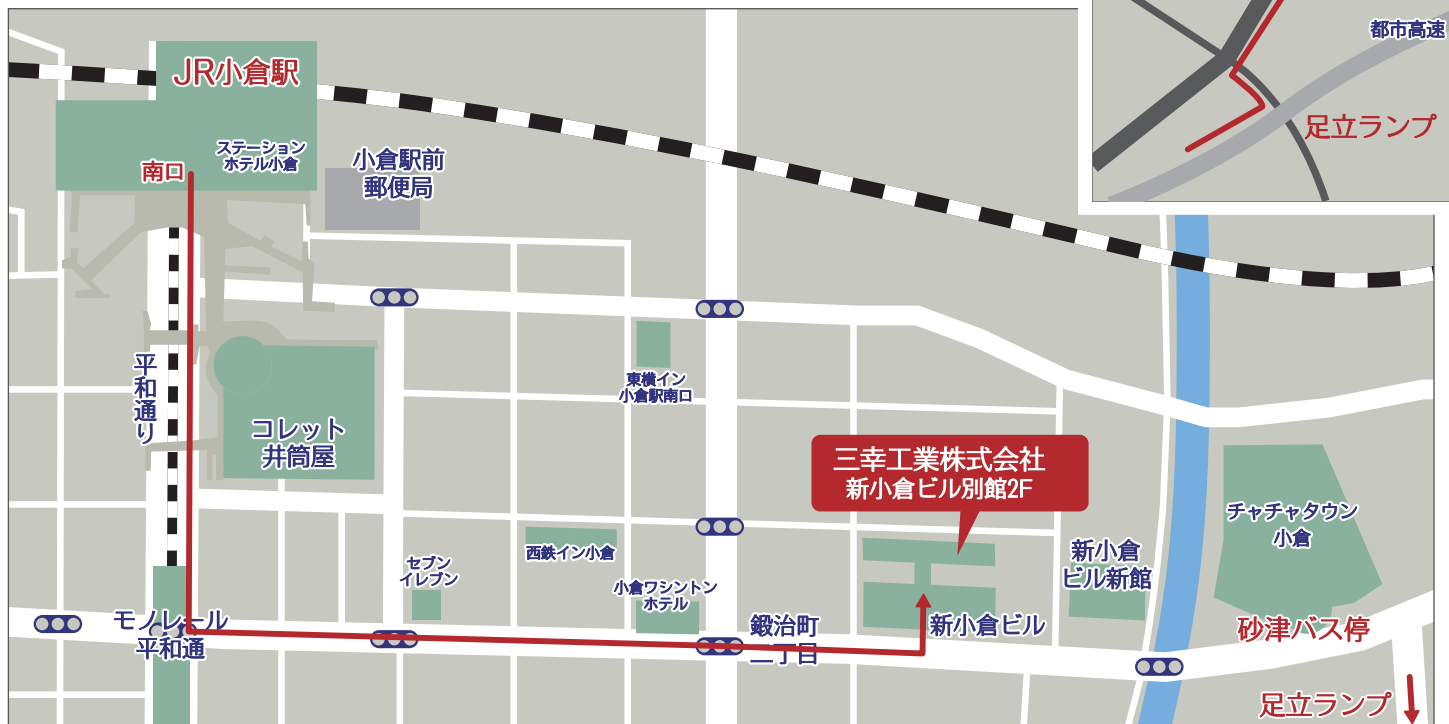 都市高速
足立ランプ
JR小倉駅
ステーション
ホテル小倉
南口
小倉駅前
郵便局
平和通り
コレット
井筒屋
東横イン
小倉駅南口
三幸工業株式会社
新小倉ビル別館2F
チャチャタウン
小倉
西鉄イン小倉
セブン
イレブン
新小倉
ビル新館
小倉ワシントン
ホテル
モノレール
平和通
鍛治町
二丁目
新小倉ビル
砂津バス停
足立ランプ